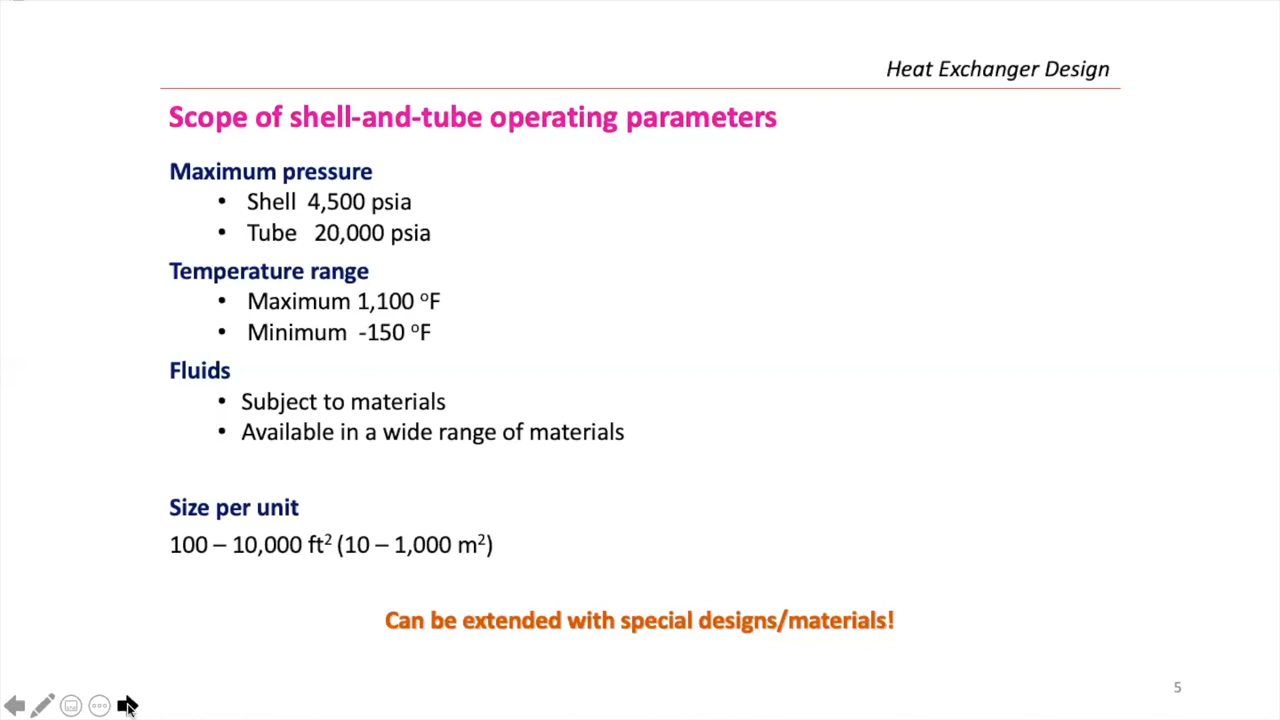 Heat Exchanger Design
Scope of shell-and-tube operating parameters
Maximum pressure
• Shell 4,500 psia
• Tube 20,000 psia
Temperature range
• Maximum 1,100 ºF
• Minimum -150 ºF
Fluids
• Subject to materials
• Available in a wide range of materials
Size per unit
100 – 10,000 ft² (10 – 1,000 m²)
Can be extended with special designs/materials!
5